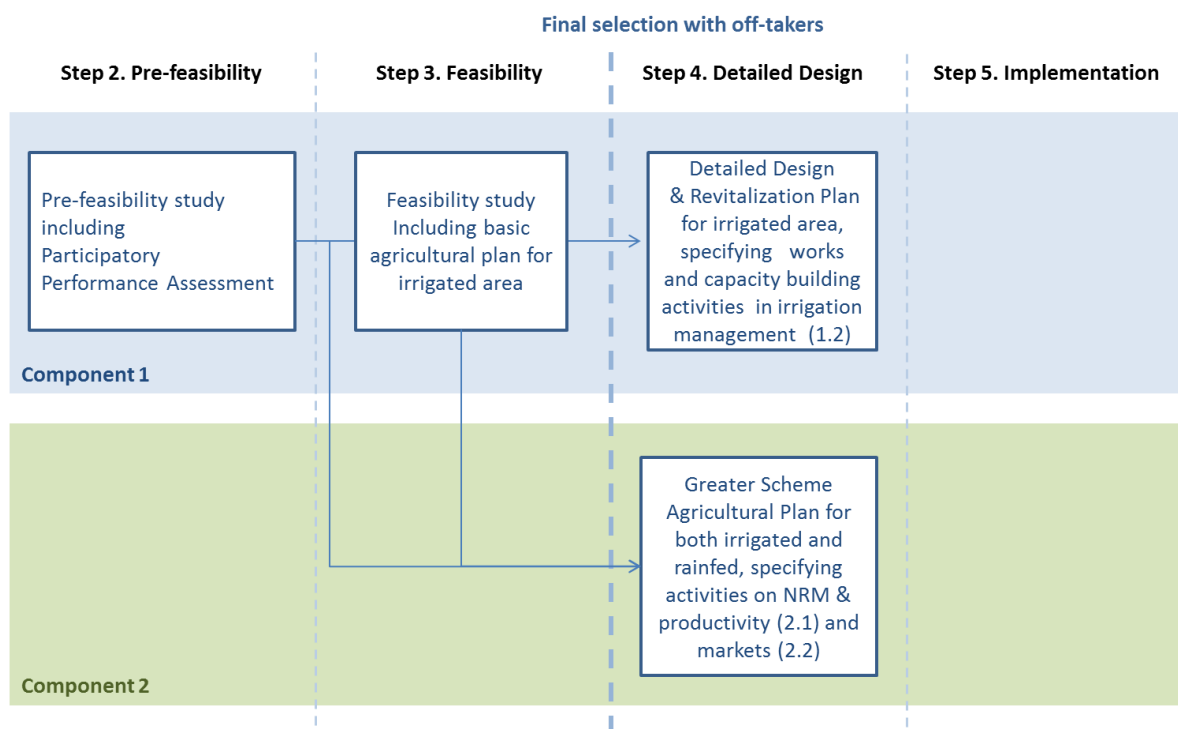 Final selection with off-takers
Step 2. Pre-feasibility
Step 3. Feasibility
Step 4. Detailed Design
Step 5. Implementation
Pre-feasibility study
including
Participatory
Performance Assessment
Feasibility study
Including basic
agricultural plan for
irrigated area
Detailed Design
& Revitalization Plan
for irrigated area,
specifying works
and capacity building
activities in irrigation
management (1.2)
Component 1
Greater Scheme
Agricultural Plan for
both irrigated and
rainfed, specifying
activities on NRM &
productivity (2.1) and
markets (2.2)
Component 2